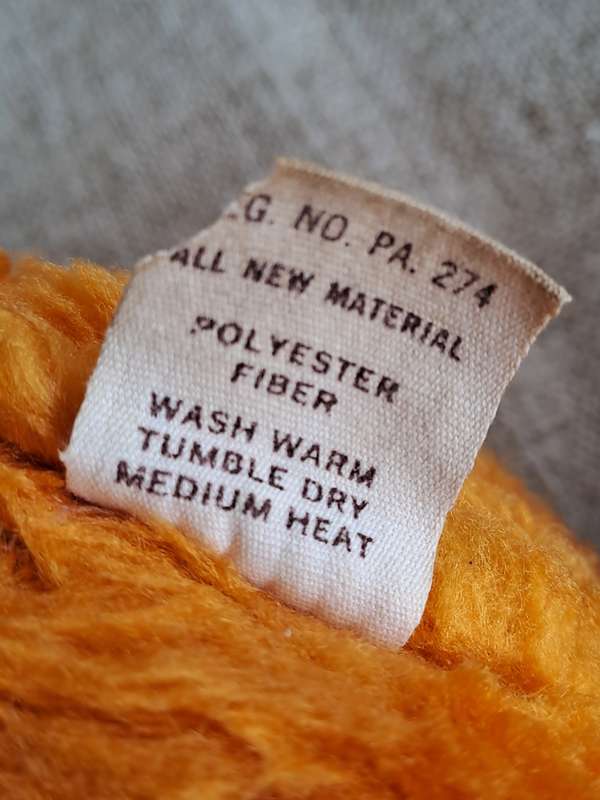 .G. NO. PA. 274
ALL NEW MATERIAL
POLYESTER
FIBER
WASH WARM
TUMBLE DRY
MEDIUM HEAT